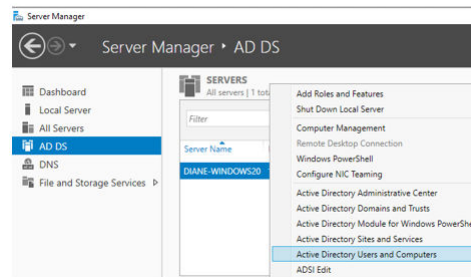 Server Manager
Server Manager • AD DS
Dashboard
Local Server
All Servers
AD DS
DNS
File and Storage Services
SERVERS
All servers | 1 tot
Filter
Server Name
DIANE-WINDOWS20
Add Roles and Features
Shut Down Local Server
Computer Management
Remote Desktop Connection
Windows PowerShell
Configure NIC Teaming
Active Directory Administrative Center
Active Directory Domains and Trusts
Active Directory Module for Windows PowerShe
Active Directory Sites and Services
Active Directory Users and Computers
ADSI Edit